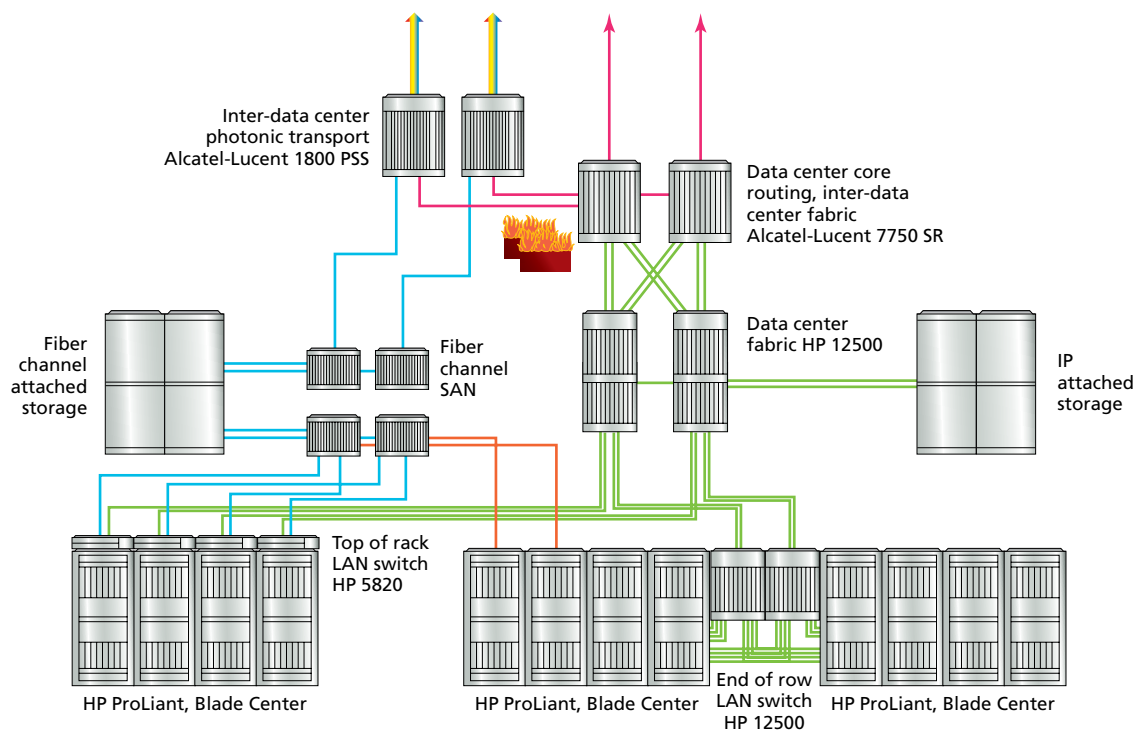 Inter-data center
photonic transport
Alcatel-Lucent 1800 PSS
Data center core
routing, inter-data
center fabric
Alcatel-Lucent 7750 SR
Fiber
channel
attached
storage
Fiber
channel
SAN
Data center
fabric HP 12500
IP
attached
storage
Top of rack
LAN switch
HP 5820
HP ProLiant, Blade Center
HP ProLiant, Blade Center
End of row
LAN switch
HP 12500
HP ProLiant, Blade Center